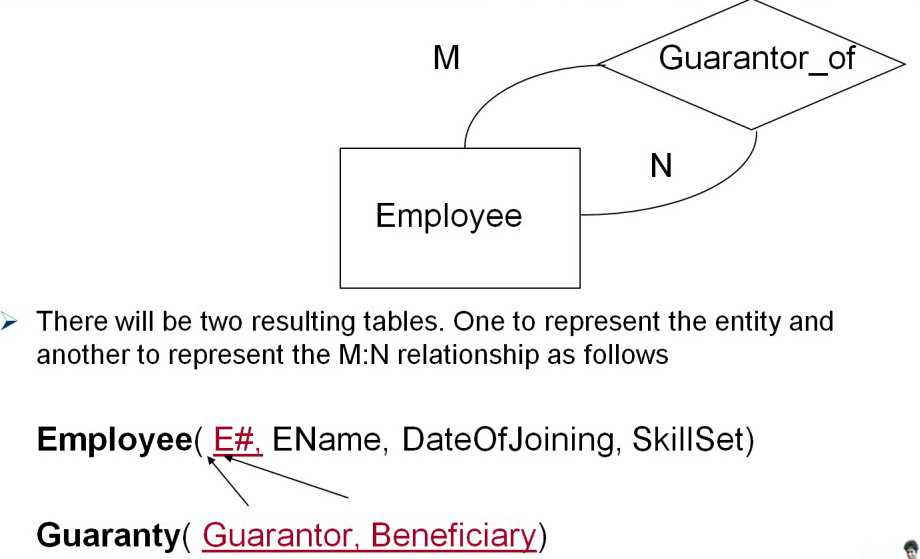 M
Guarantor_of
N
Employee
There will be two resulting tables. One to represent the entity and
another to represent the M:N relationship as follows
Employee( E#, EName, DateOfJoining, SkillSet)
Guaranty( Guarantor, Beneficiary)